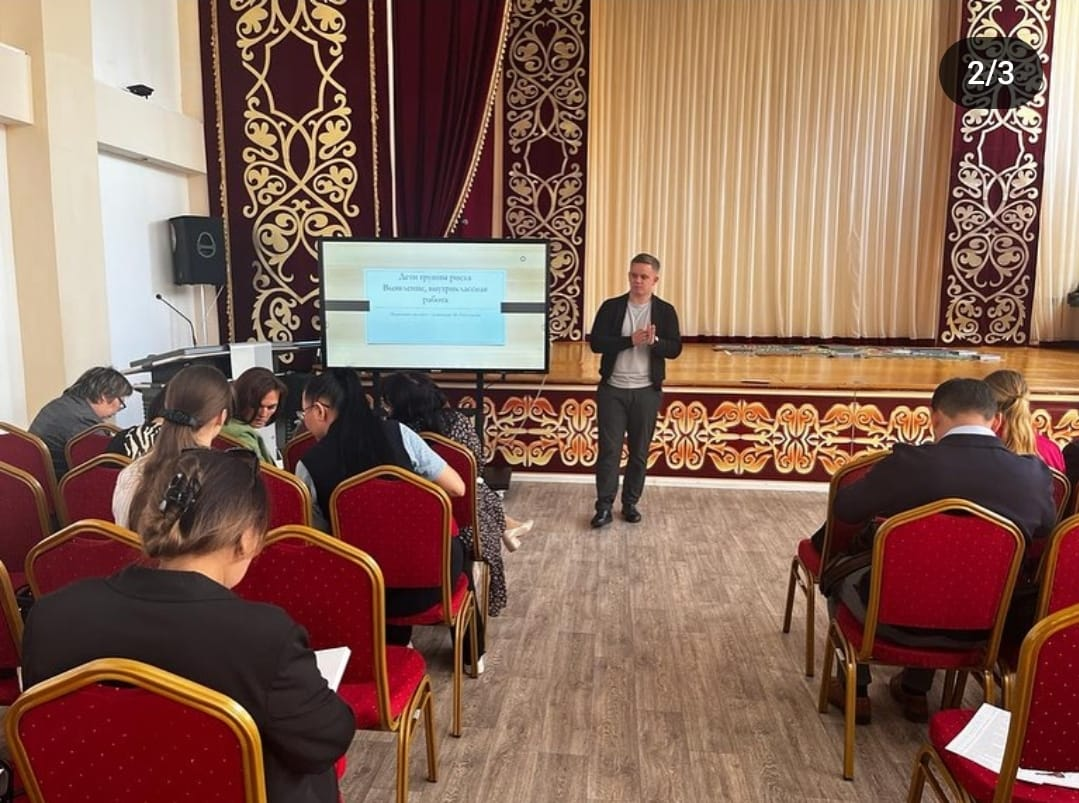 2/3
Дети группы риска
Выявление, внутриклассная
работа